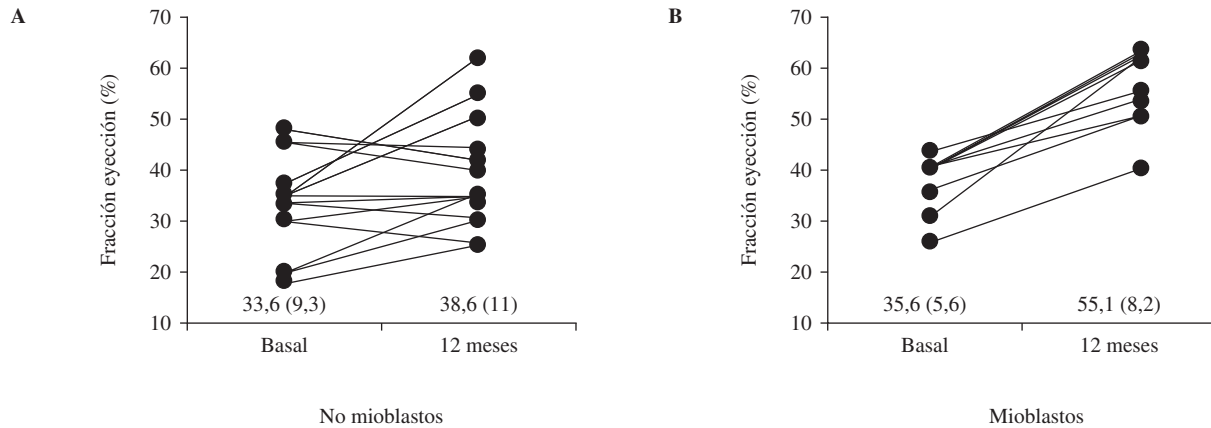 A
Fracción eyección (%)
70
60
50
40
30
20
10
33,6 (9,3)
38,6 (11)
Basal
12 meses
No mioblastos
B
Fracción eyección (%)
70
60
50
40
30
20
10
35,6 (5,6)
55,1 (8,2)
Basal
12 meses
Mioblastos